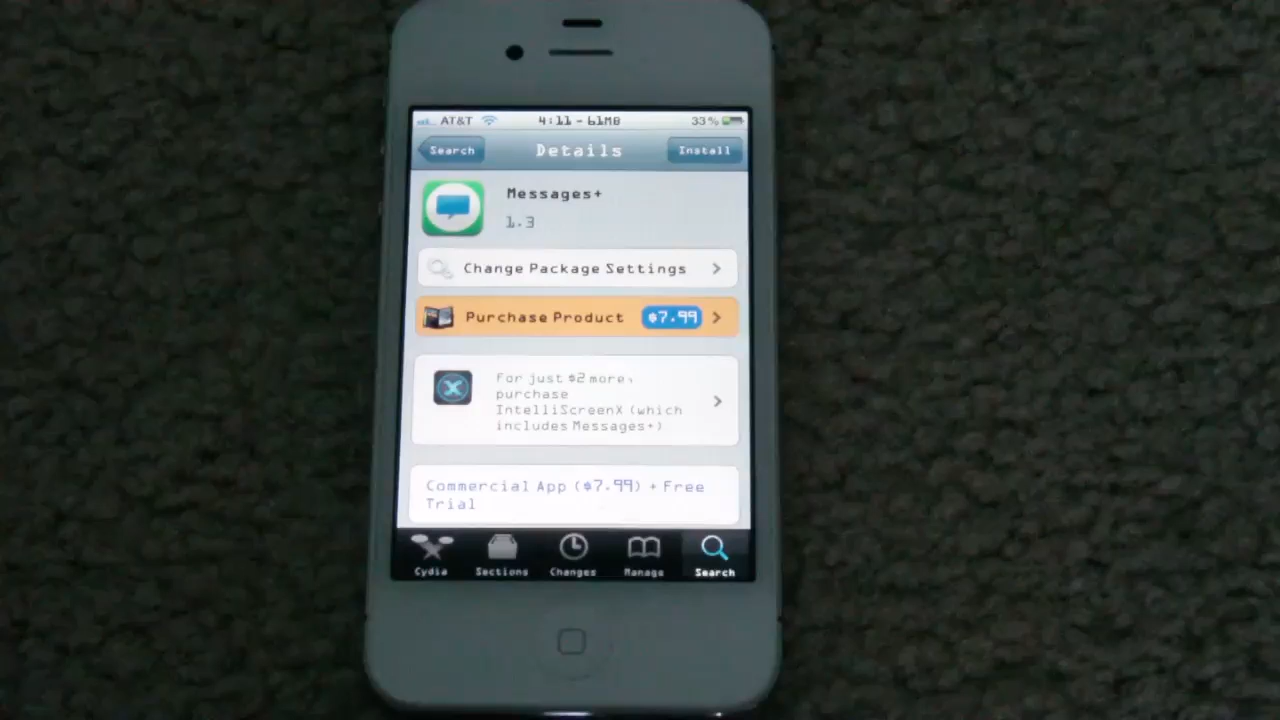 AT&T 4:11 - 61MB 33%
Search Details Install
Messages+
1.3
Change Package Settings
Purchase Product $7.99
For just $2 more,
purchase
IntelliScreenX (which
includes Messages+)
Commercial App ($7.99) + Free
Trial
Cydia Sections Changes Manage Search